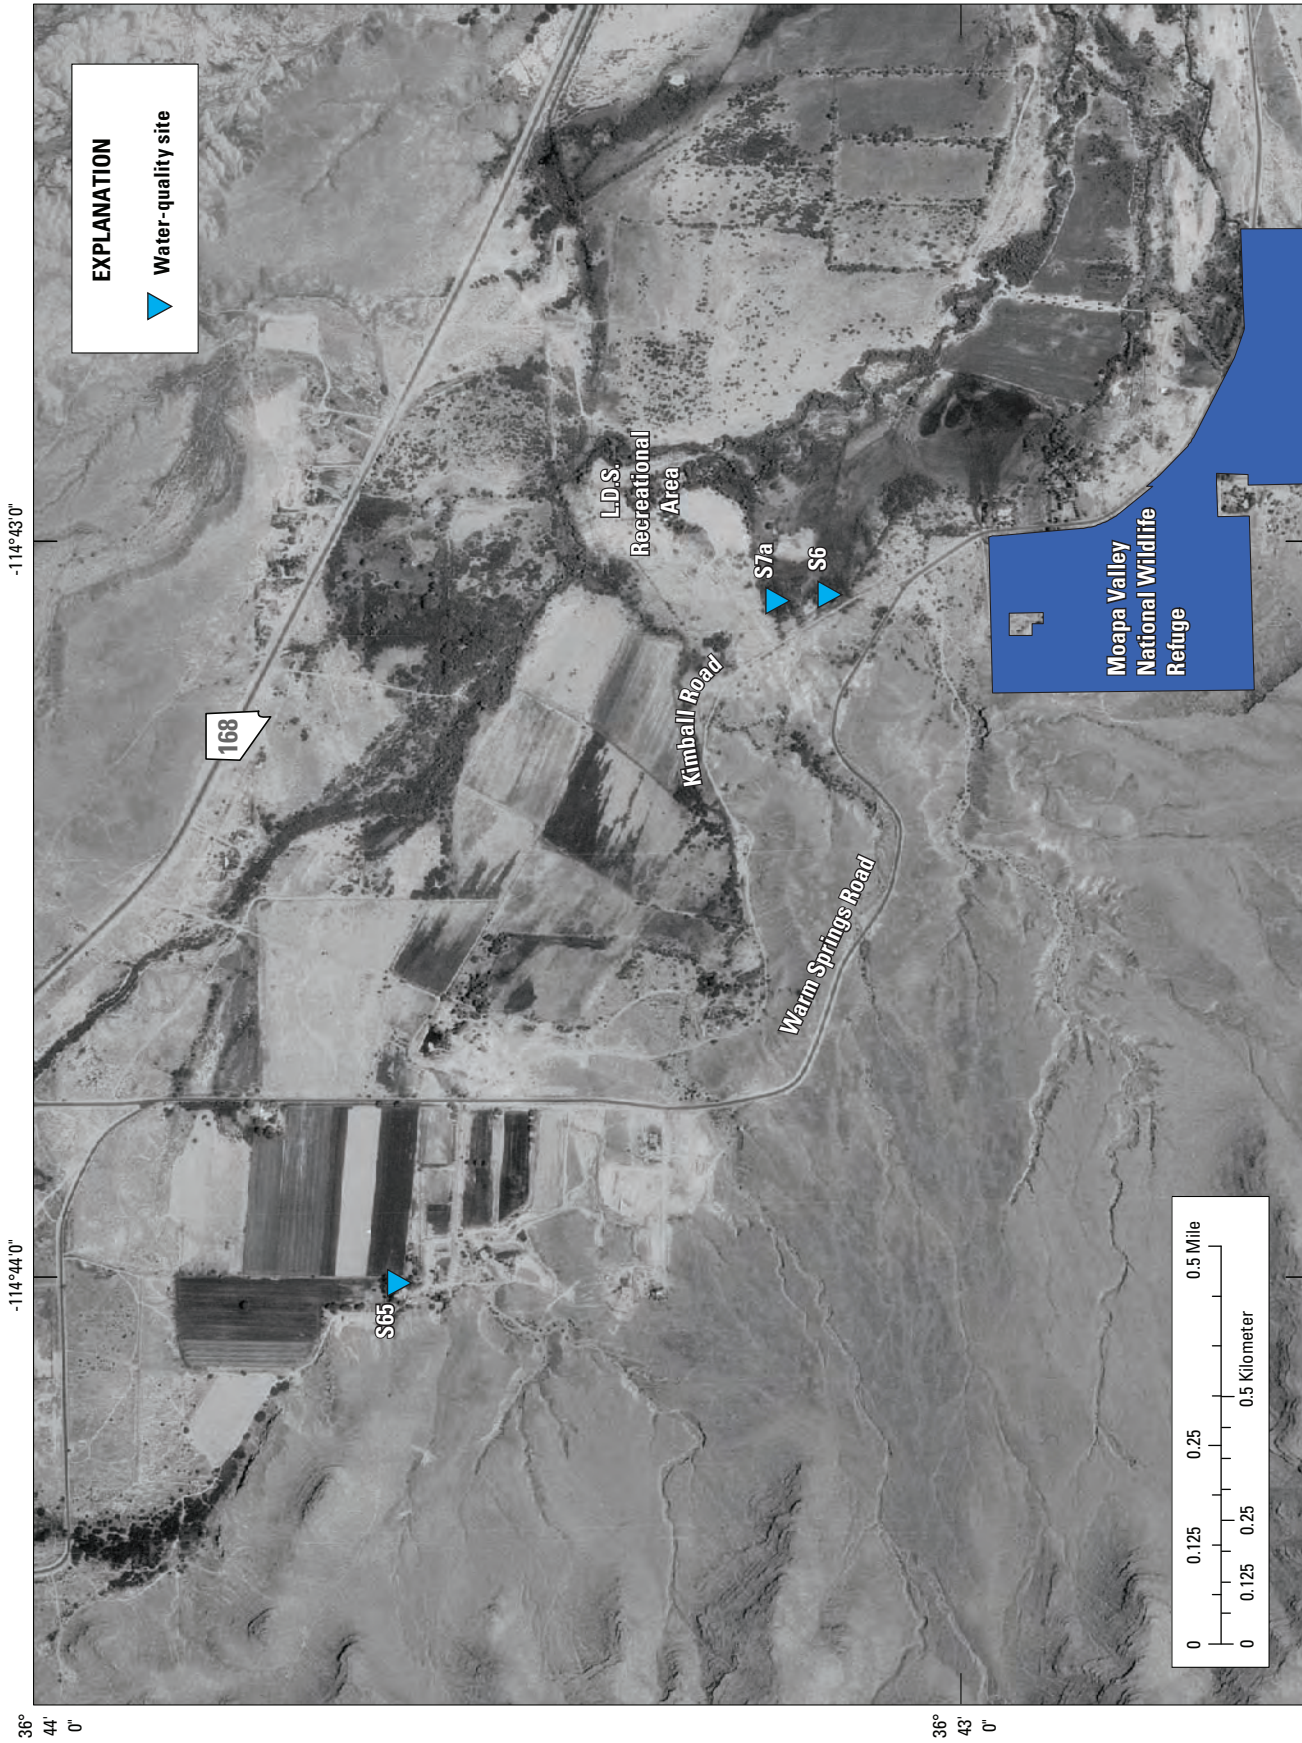 -114°44'0"
-114°43'0"
36°
44'
0"
36°
43'
0"
EXPLANATION
Water-quality site
168
L.D.S.
Recreational
Area
S7a
S6
S65
Kimball Road
Warm Springs Road
Moapa Valley
National Wildlife
Refuge
0 0.125 0.25 0.5 Mile
0 0.125 0.25 0.5 Kilometer